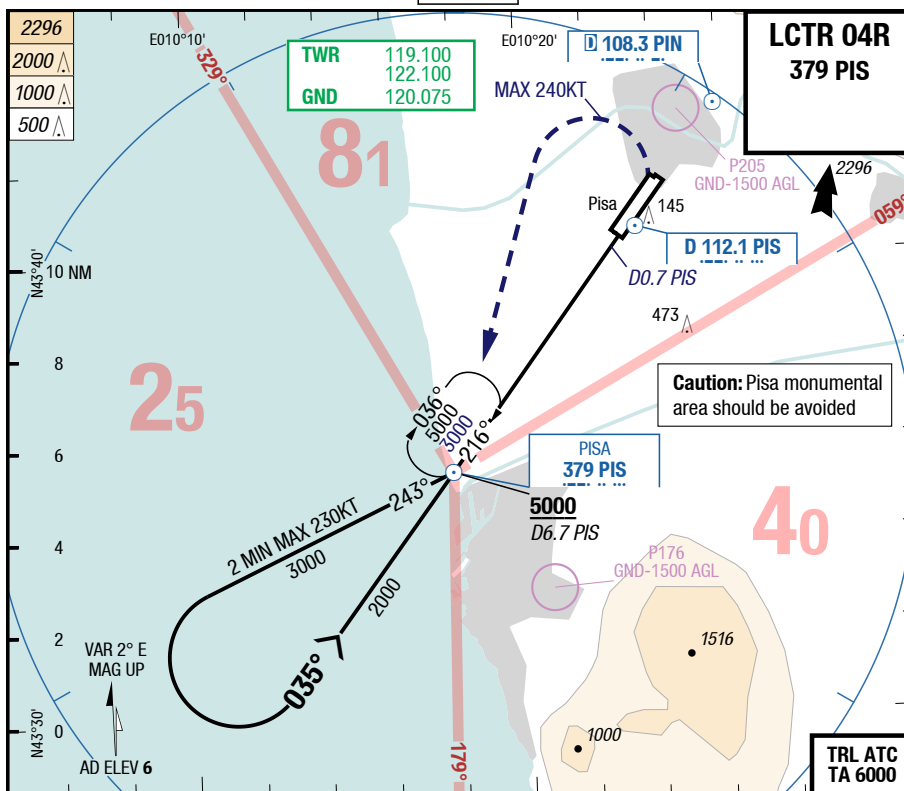 2296
2000
1000
500
E010°10'
329°
TWR 119.100
122.100
GND 120.075
E010°20'
D 108.3 PIN
MAX 240KT
LCTR 04R
379 PIS
81
P205
GND-1500 AGL
2296
059°
Pisa
145
D 112.1 PIS
D0.7 PIS
N43°40'
10 NM
473
8
25
Caution: Pisa monumental
area should be avoided
036°
5000
3000
216°
6
PISA
379 PIS
243°
5000
D6.7 PIS
40
2 MIN MAX 230KT
3000
4
P176
GND-1500 AGL
2000
2
VAR 2° E
MAG UP
1516
035°
N43°30'
0
1000
AD ELEV 6
179°
TRL ATC
TA 6000